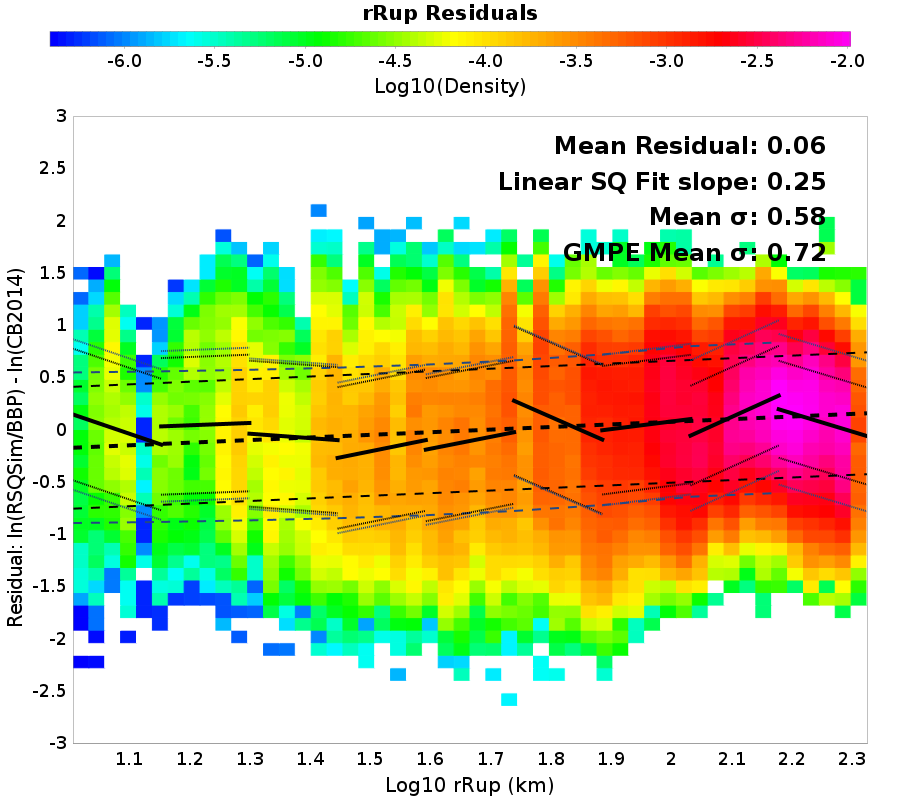 rRup Residuals
-6.0 -5.5 -5.0 -4.5 -4.0 -3.5 -3.0 -2.5 -2.0
Log10(Density)
Mean Residual: 0.06
Linear SQ Fit slope: 0.25
Mean σ: 0.58
GMPE Mean σ: 0.72
Residual: ln(RSQSim/BBP) - ln(CB2014)
3
2.5
2
1.5
1
0.5
0
-0.5
-1
-1.5
-2
-2.5
-3
1.1 1.2 1.3 1.4 1.5 1.6 1.7 1.8 1.9 2 2.1 2.2 2.3
Log10 rRup (km)